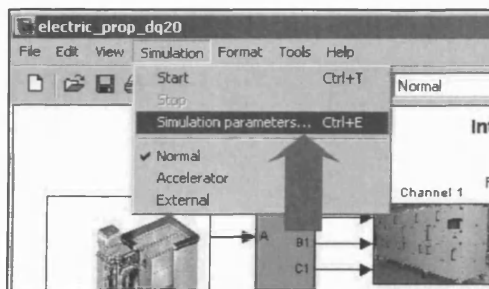 electric_prop_dq20
File Edit View Simulation Format Tools Help
Normal
Start Ctrl+T
Stop
Simulation parameters... Ctrl+E
Normal
Accelerator
External
Channel 1
A
B1
C1